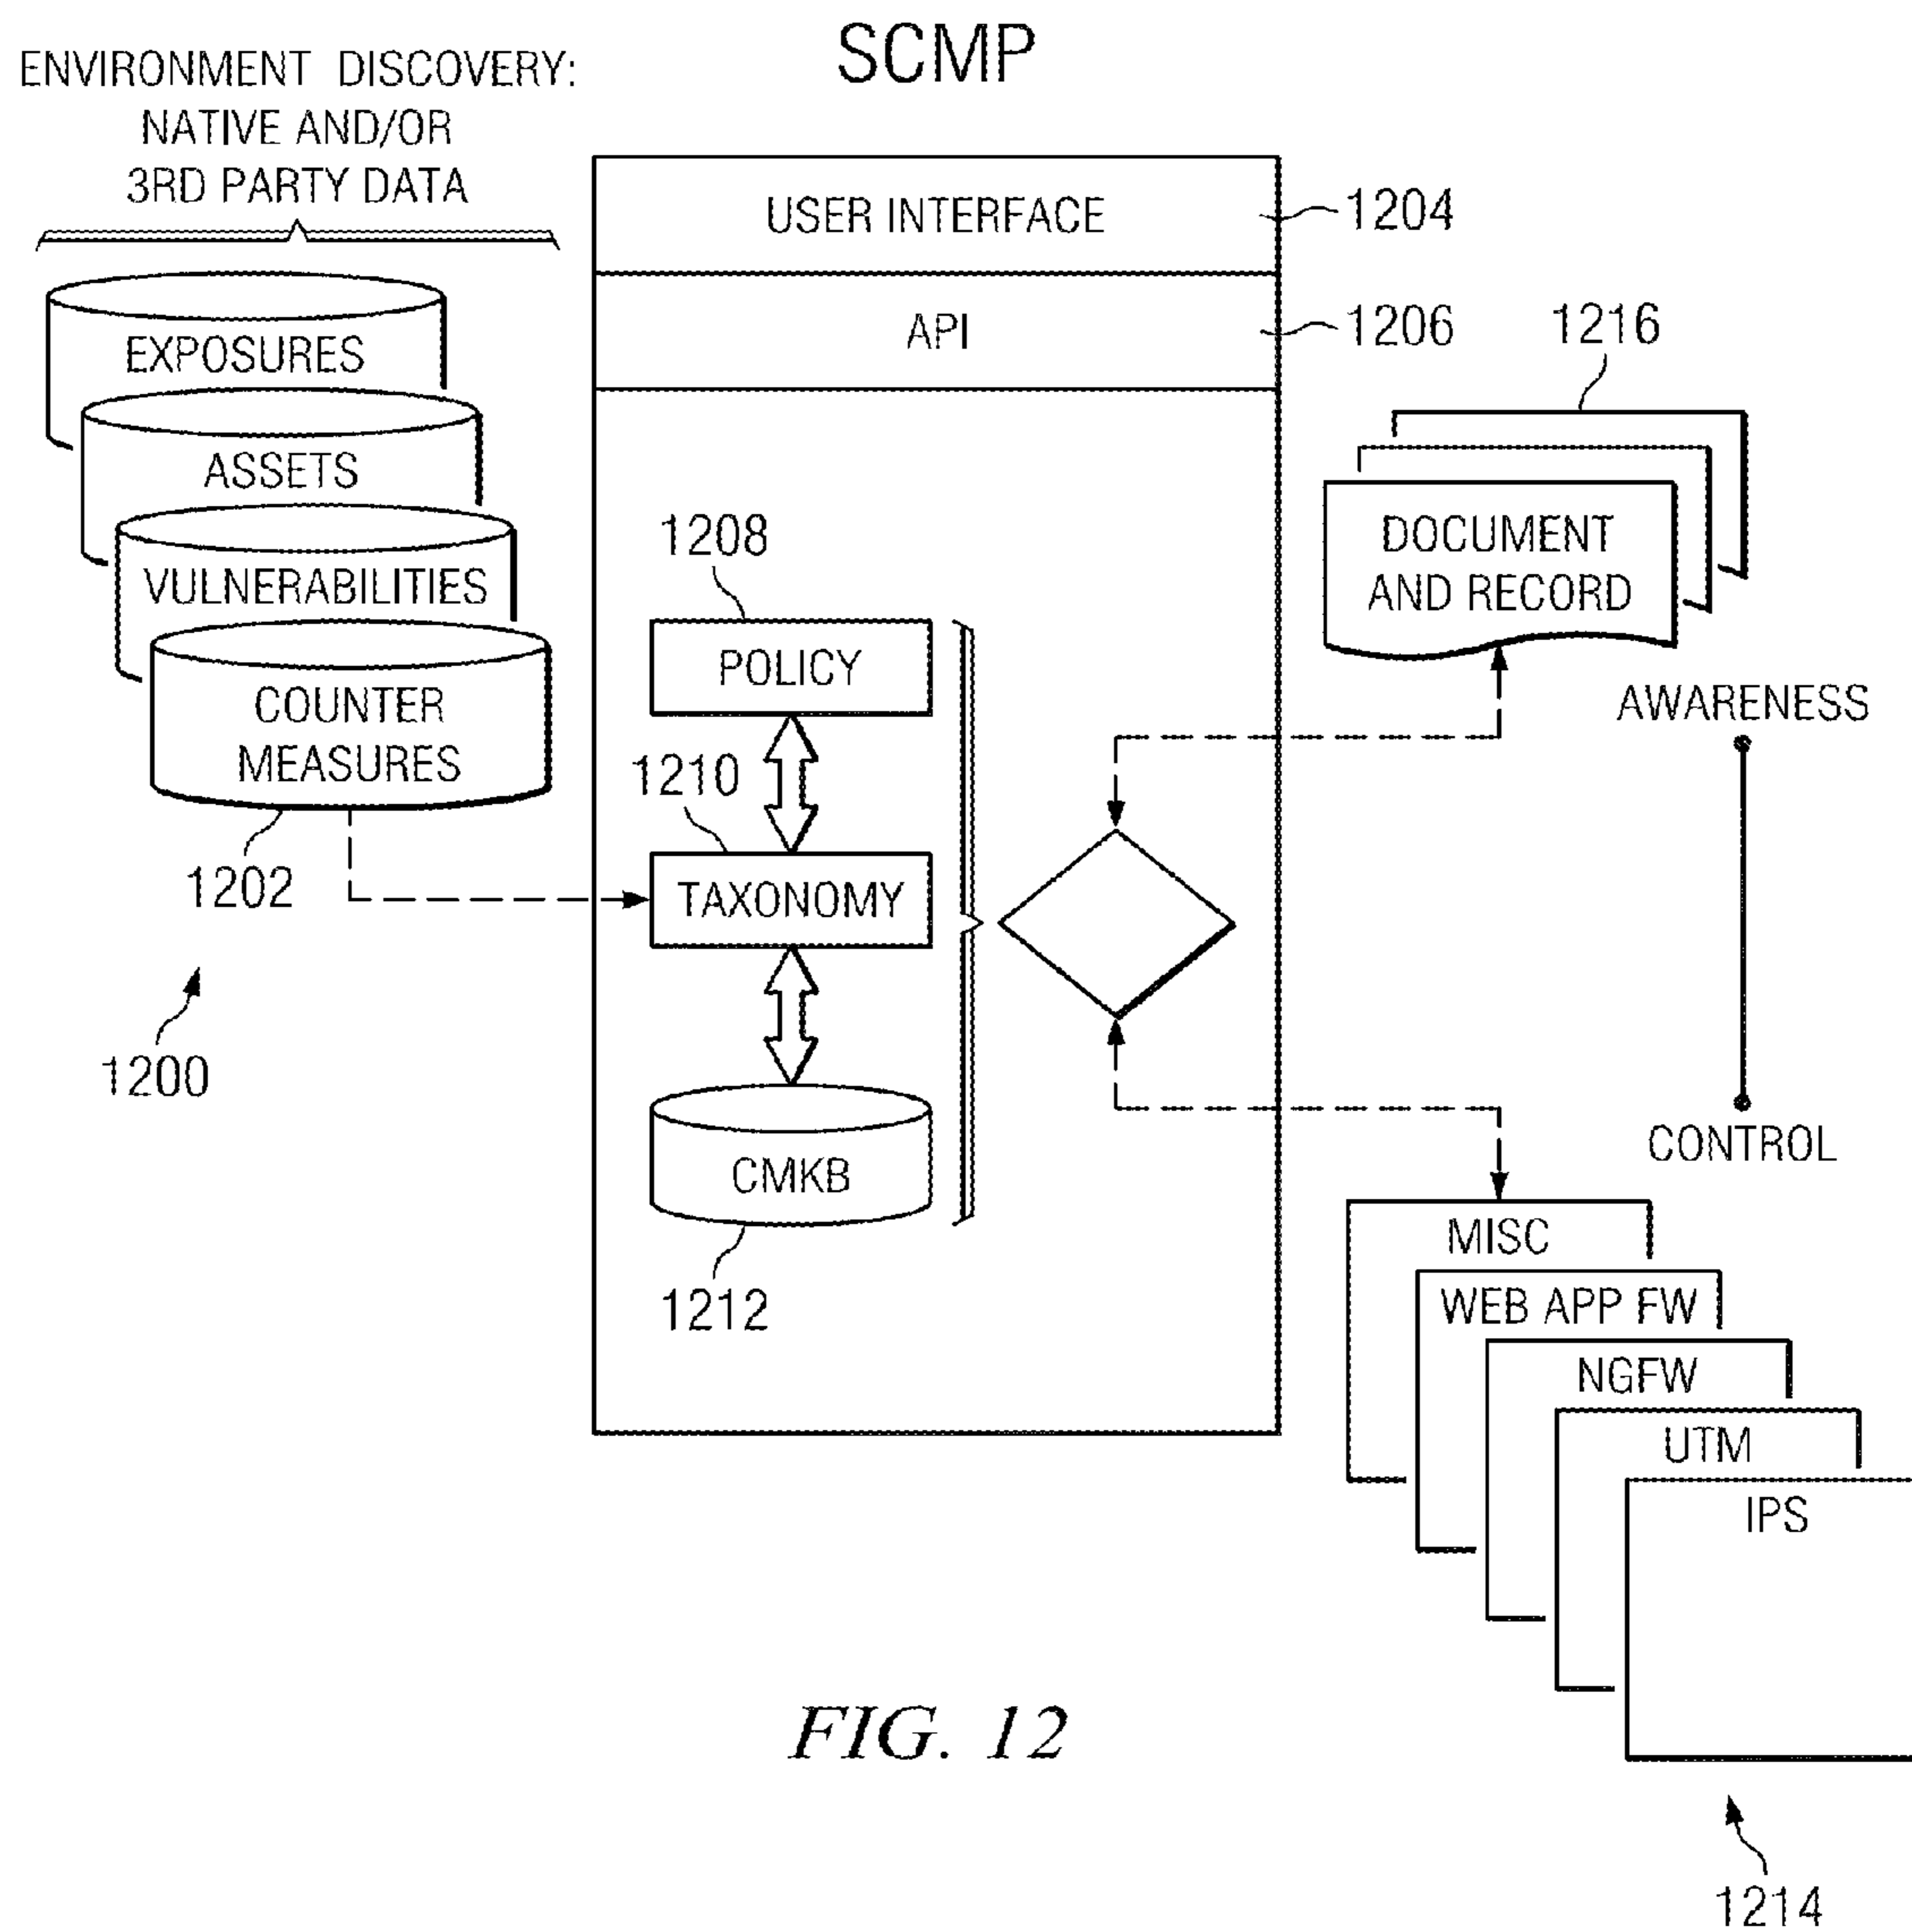 SCMP
ENVIRONMENT DISCOVERY:
NATIVE AND/OR
3RD PARTY DATA
EXPOSURES
ASSETS
VULNERABILITIES
COUNTER
MEASURES
1202
1200
USER INTERFACE
1204
API
1206
1208
POLICY
1210
TAXONOMY
CMKB
1212
1216
DOCUMENT
AND RECORD
AWARENESS
CONTROL
MISC
WEB APP FW
NGFW
UTM
IPS
1214
FIG. 12